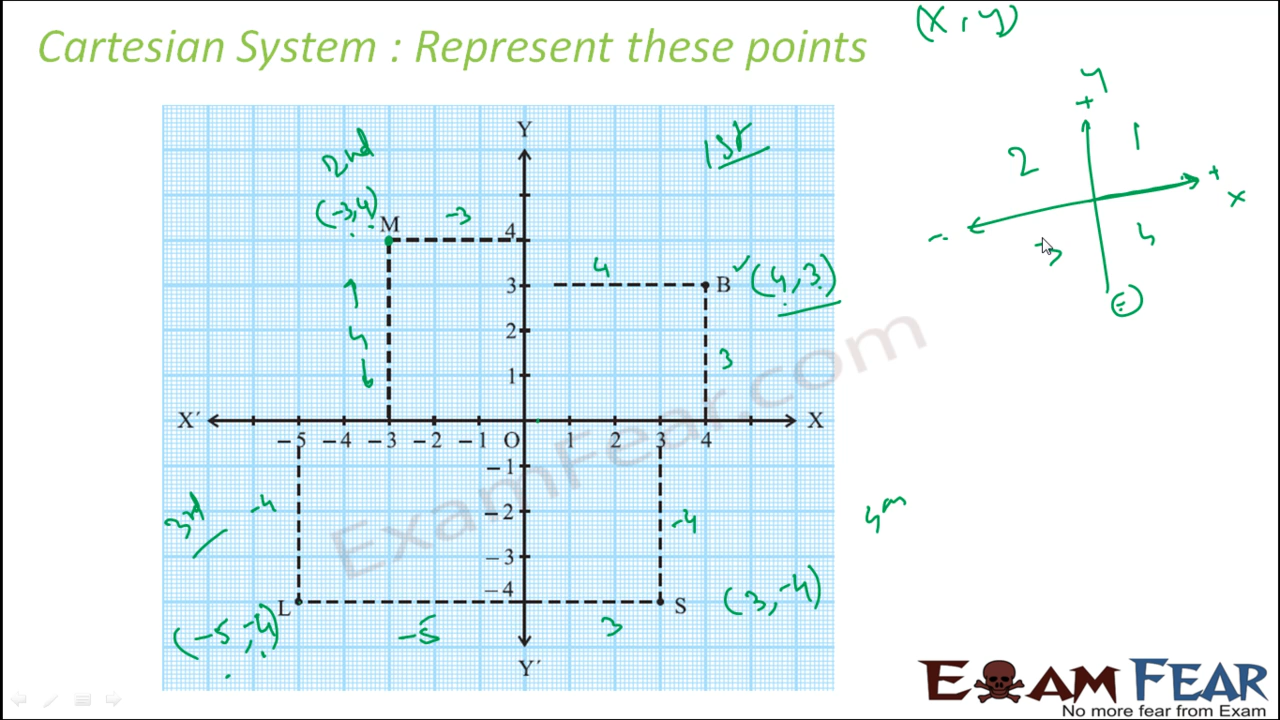 Cartesian System : Represent these points
(x, y)
y
+
2
1
+
x
-
3
4
Y
1st
2nd
(-3,4)
M
-3
4
4
3
B
(4,3)
4
2
3
1
X′
X
-5 -4 -3 -2 -1 O 1 2 3 4
-1
3rd
-4
-2
-4
-3
-4
L
S
(3,-4)
(-5,-4)
-5
3
Y′
ExamFear.com
EXAM FEAR
No more fear from Exam